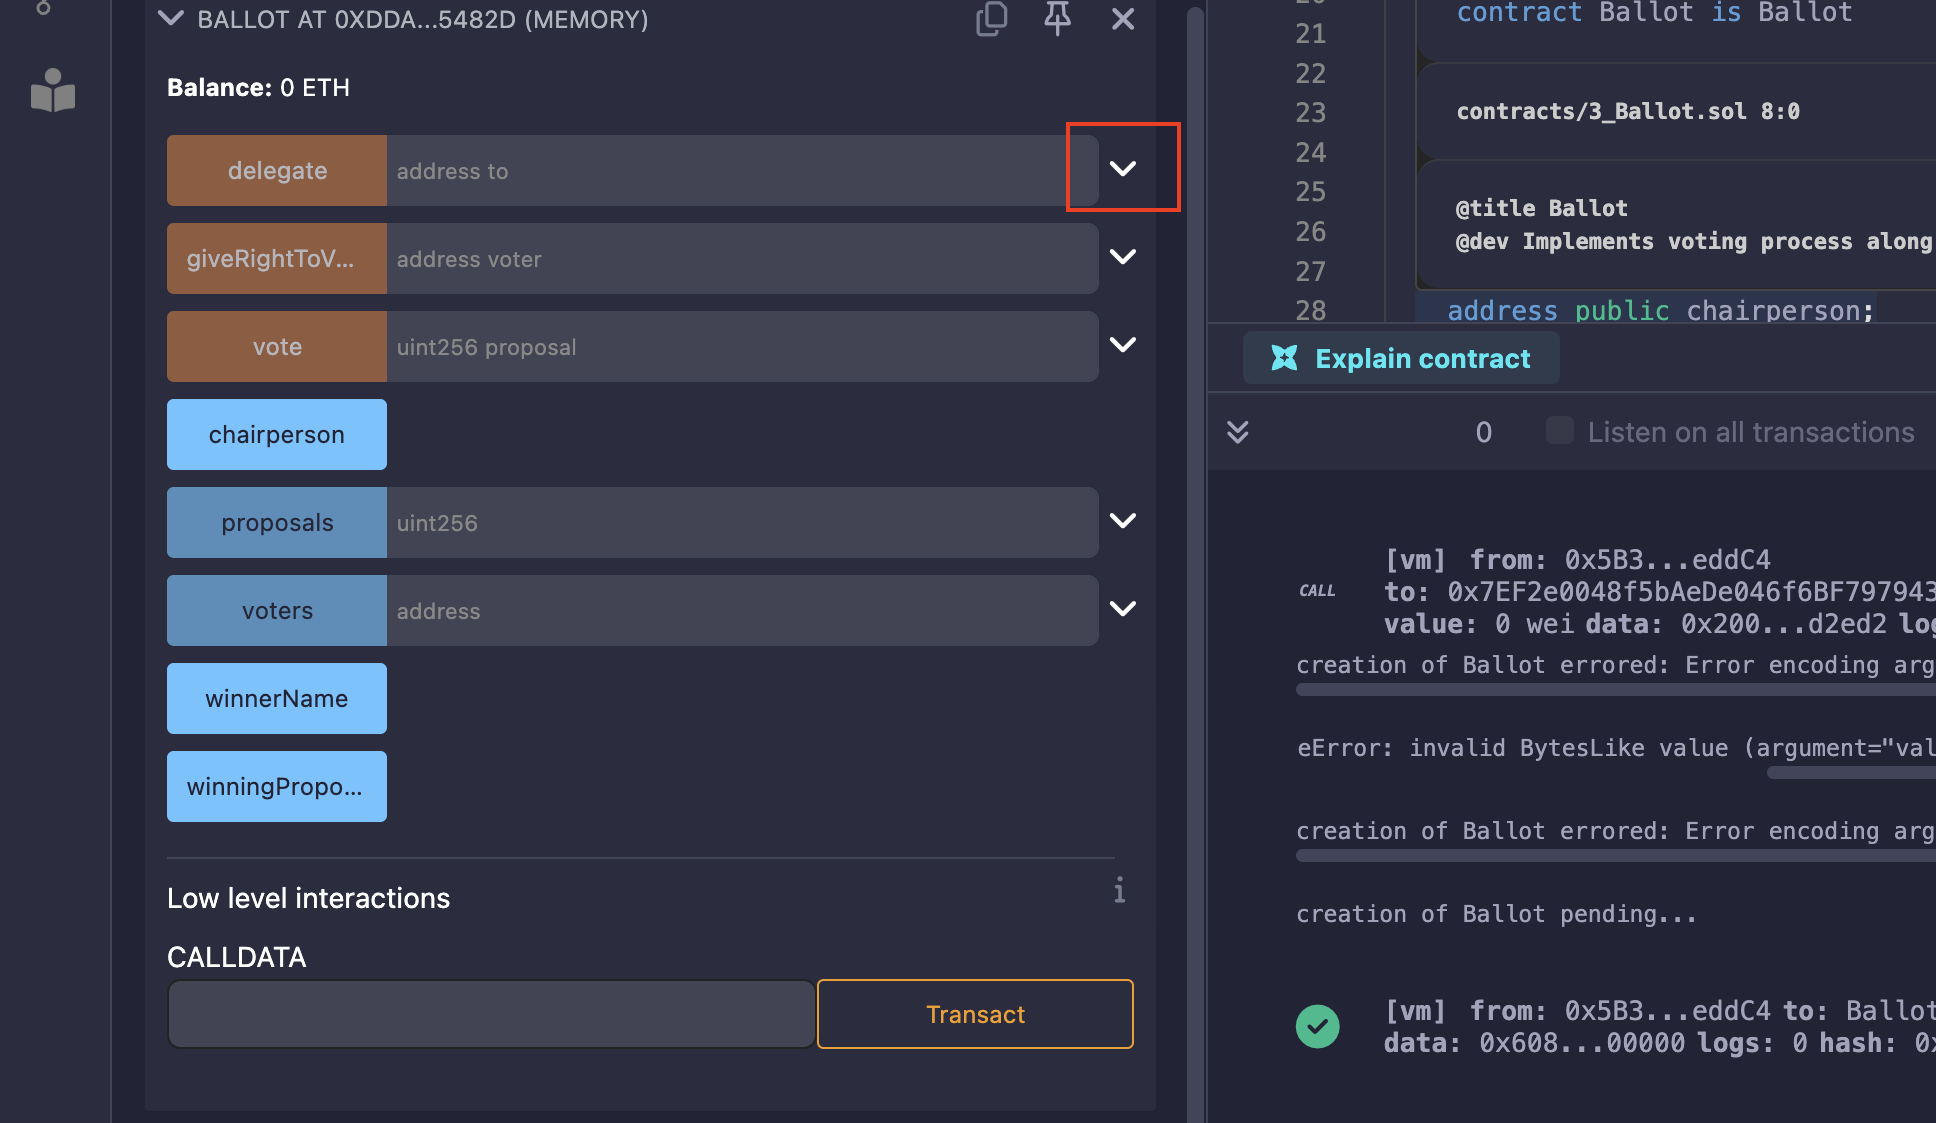 BALLOT AT 0XDDA...5482D (MEMORY)
Balance: 0 ETH
delegate address to
giveRightToV... address voter
vote uint256 proposal
chairperson
proposals uint256
voters address
winnerName
winningPropo...
Low level interactions
i
CALLDATA
Transact
21 contract Ballot is Ballot
22
23 contracts/3_Ballot.sol 8:0
24
25 @title Ballot
26 @dev Implements voting process along
27
28 address public chairperson;
Explain contract
0 Listen on all transactions
[vm] from: 0x5B3...eddC4
CALL to: 0x7EF2e0048f5bAeDe046f6BF797943
value: 0 wei data: 0x200...d2ed2 log
creation of Ballot errored: Error encoding arg
eError: invalid BytesLike value (argument="val
creation of Ballot errored: Error encoding arg
creation of Ballot pending...
[vm] from: 0x5B3...eddC4 to: Ballot
data: 0x608...00000 logs: 0 hash: 0x